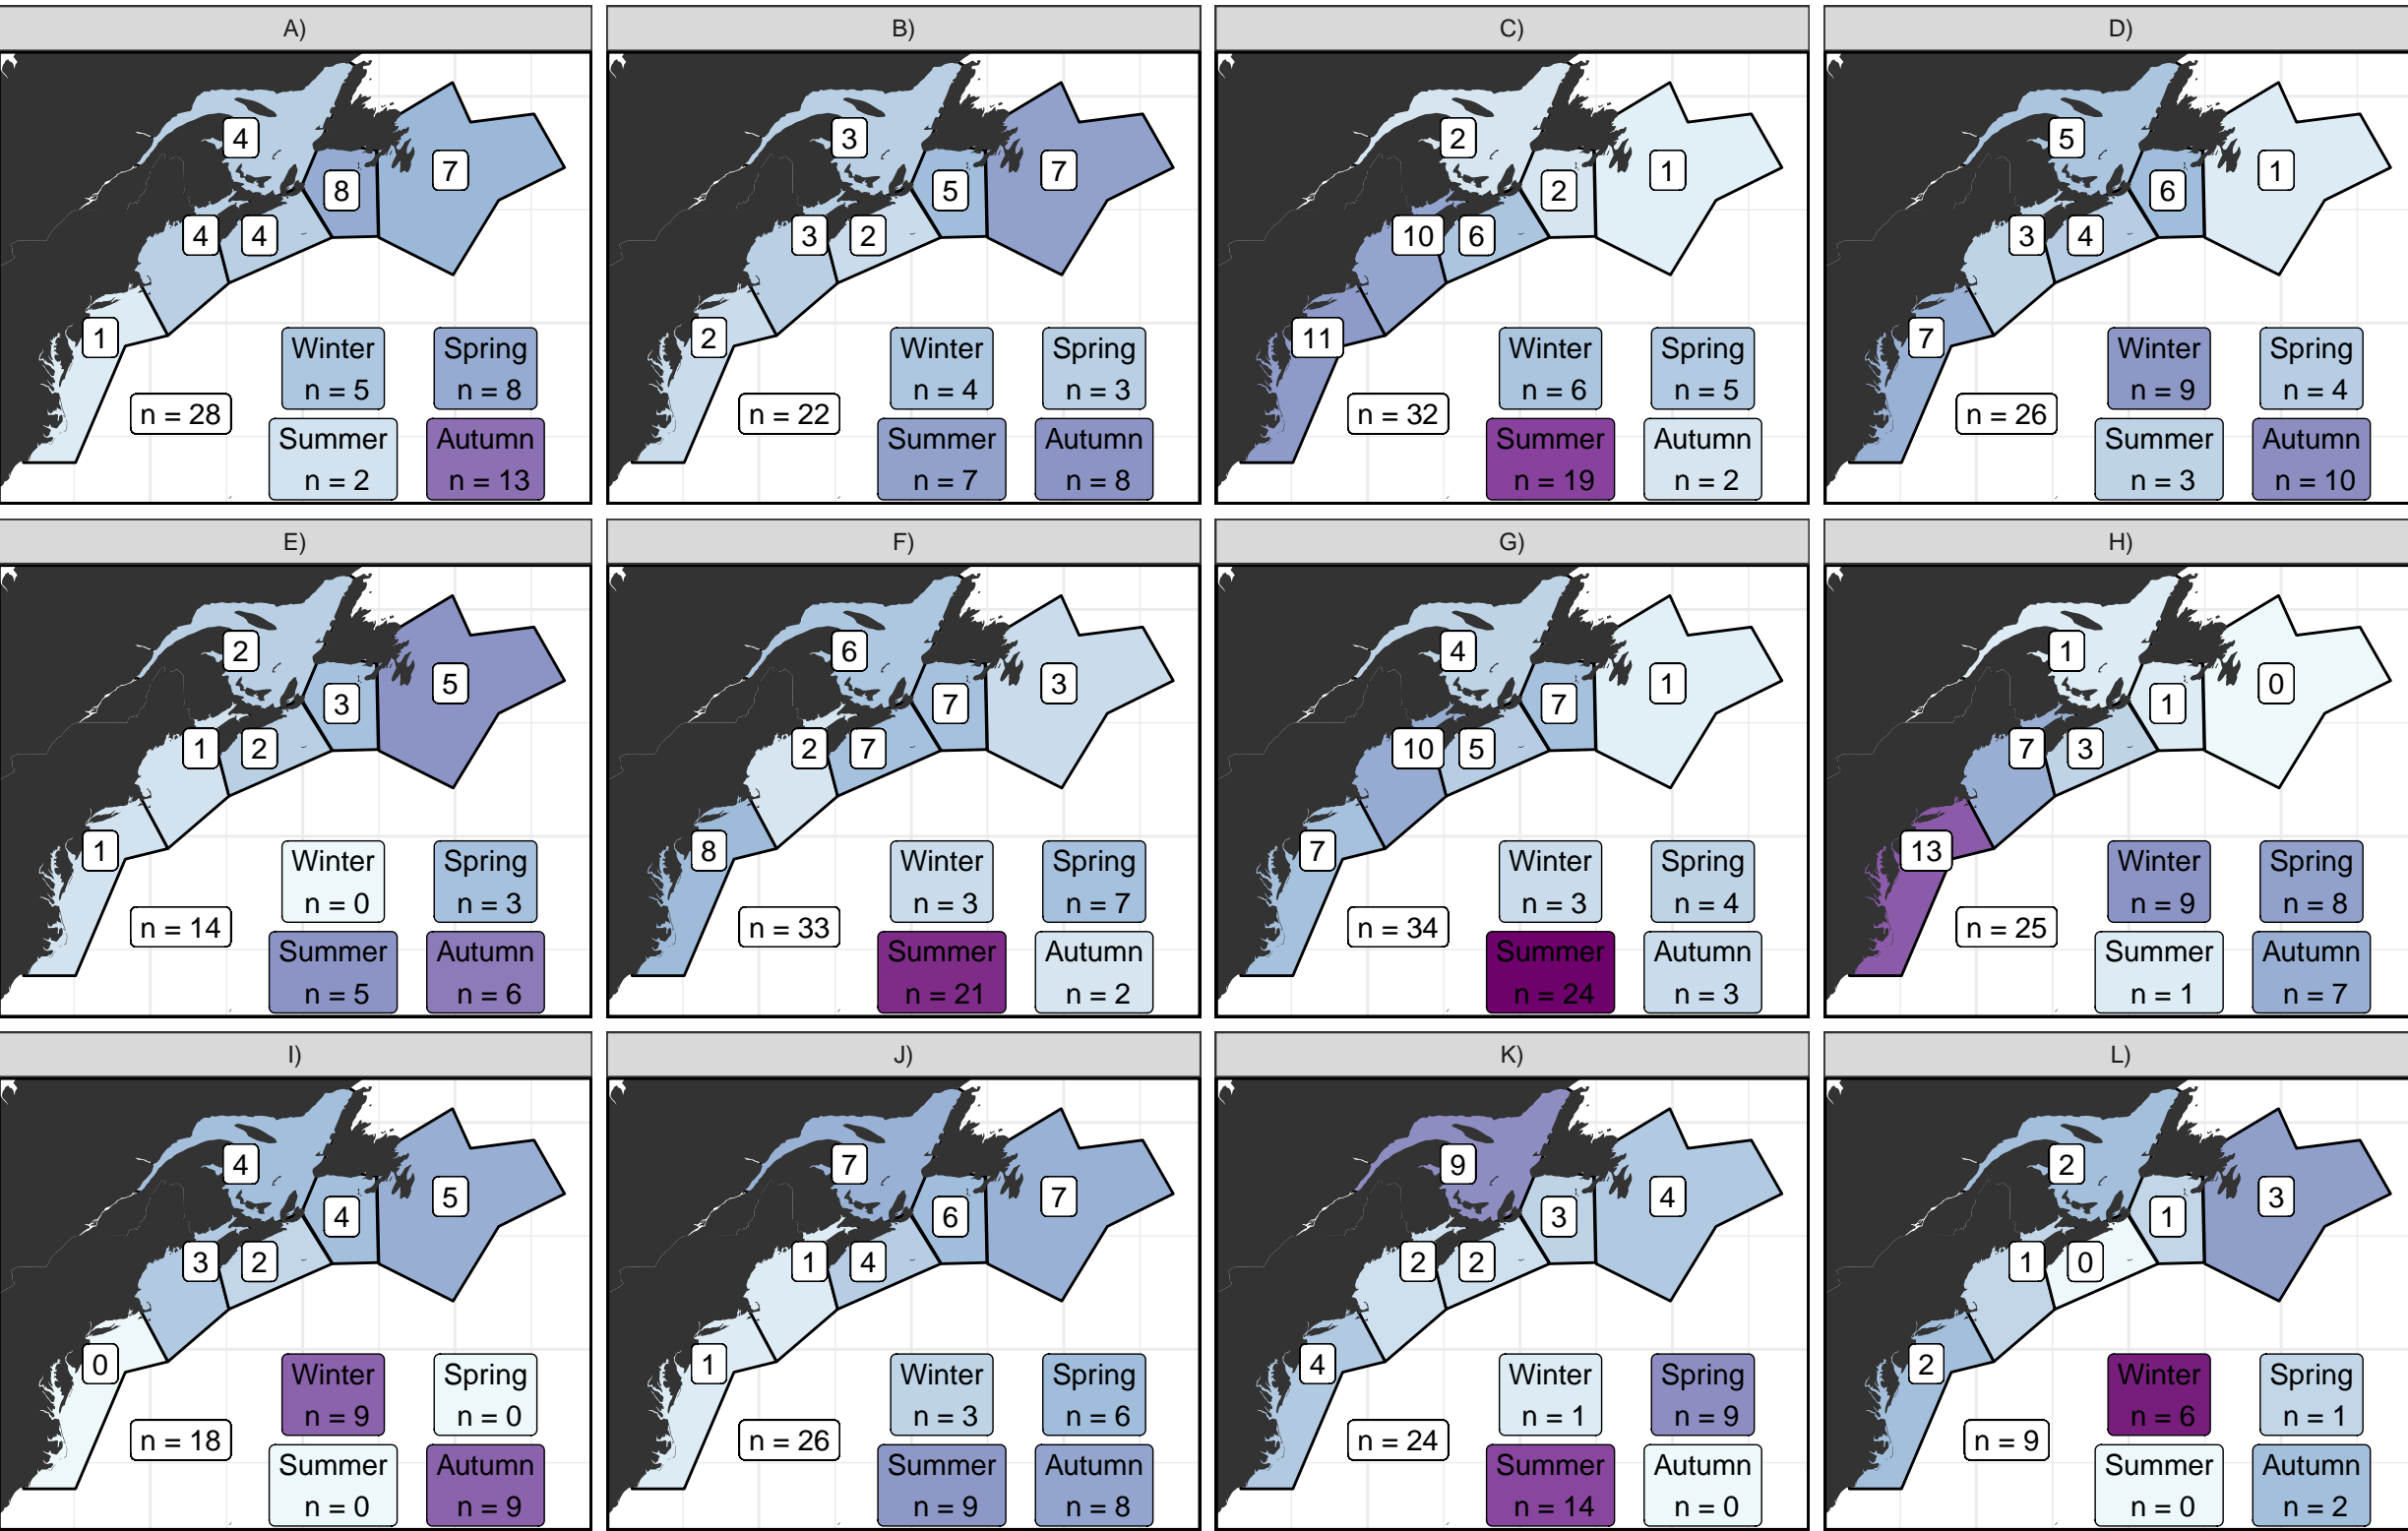 A)
4
8
7
4
4
1
Winter
n = 5
Spring
n = 8
n = 28
Summer
n = 2
Autumn
n = 13
B)
3
5
7
3
2
2
Winter
n = 4
Spring
n = 3
n = 22
Summer
n = 7
Autumn
n = 8
C)
2
2
1
10
6
11
Winter
n = 6
Spring
n = 5
n = 32
Summer
n = 19
Autumn
n = 2
D)
5
6
1
3
4
7
Winter
n = 9
Spring
n = 4
n = 26
Summer
n = 3
Autumn
n = 10
E)
2
3
5
1
2
1
Winter
n = 0
Spring
n = 3
n = 14
Summer
n = 5
Autumn
n = 6
F)
6
7
3
2
7
8
Winter
n = 3
Spring
n = 7
n = 33
Summer
n = 21
Autumn
n = 2
G)
4
7
1
10
5
7
Winter
n = 3
Spring
n = 4
n = 34
Summer
n = 24
Autumn
n = 3
H)
1
1
0
7
3
13
Winter
n = 9
Spring
n = 8
n = 25
Summer
n = 1
Autumn
n = 7
I)
4
4
5
3
2
0
Winter
n = 9
Spring
n = 0
n = 18
Summer
n = 0
Autumn
n = 9
J)
7
6
7
1
4
1
Winter
n = 3
Spring
n = 6
n = 26
Summer
n = 9
Autumn
n = 8
K)
9
3
4
2
2
4
Winter
n = 1
Spring
n = 9
n = 24
Summer
n = 14
Autumn
n = 0
L)
2
1
3
1
0
2
Winter
n = 6
Spring
n = 1
n = 9
Summer
n = 0
Autumn
n = 2